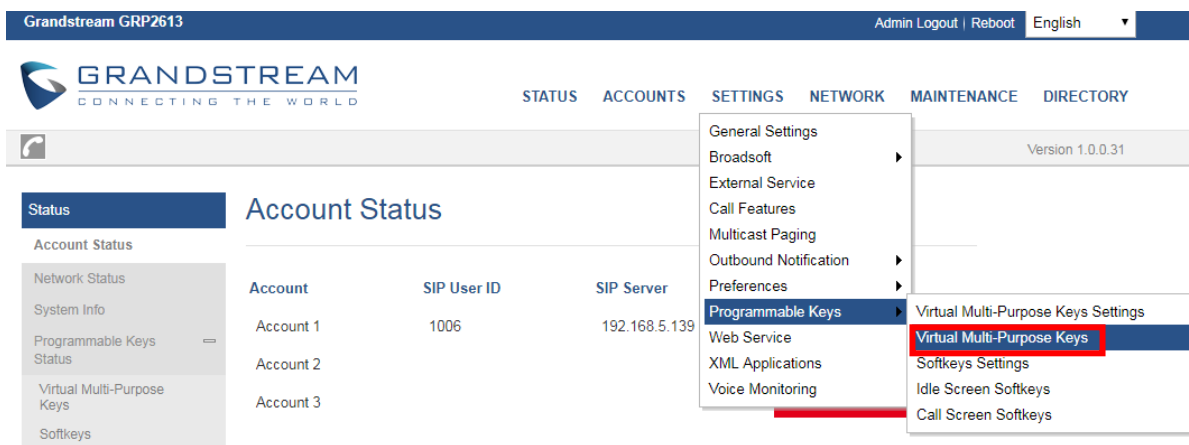 Grandstream GRP2613
Admin Logout | Reboot English
GRANDSTREAM
CONNECTING THE WORLD
STATUS ACCOUNTS SETTINGS NETWORK MAINTENANCE DIRECTORY
Version 1.0.0.31
General Settings
Broadsoft
External Service
Call Features
Multicast Paging
Outbound Notification
Preferences
Programmable Keys
Web Service
XML Applications
Voice Monitoring
Virtual Multi-Purpose Keys Settings
Virtual Multi-Purpose Keys
Softkeys Settings
Idle Screen Softkeys
Call Screen Softkeys
Status
Account Status
Network Status
System Info
Programmable Keys
Status
Virtual Multi-Purpose
Keys
Softkeys
Account Status
Account SIP User ID SIP Server
Account 1 1006 192.168.5.139
Account 2
Account 3